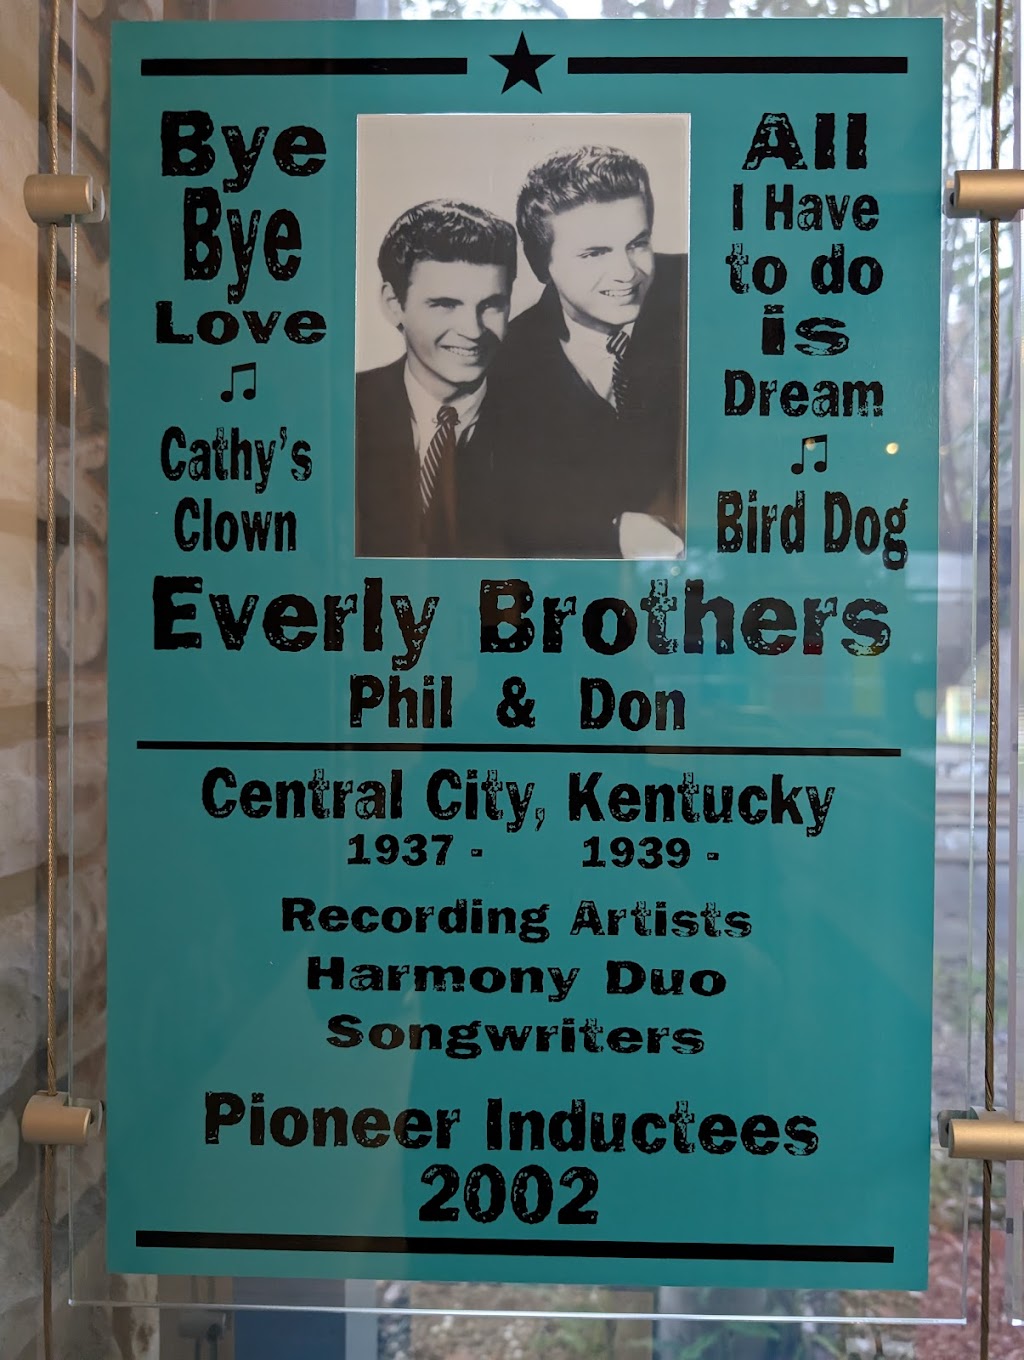 Bye
Bye
Love
Cathy's
Clown
All
I Have
to do
is
Dream
Bird Dog
Everly Brothers
Phil & Don
Central City, Kentucky
1937 - 1939 -
Recording Artists
Harmony Duo
Songwriters
Pioneer Inductees
2002